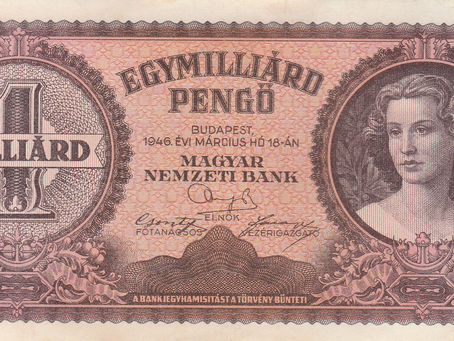 EGYMILLIÁRD
PENGŐ
BUDAPEST,
1946. ÉVI MÁRCIUS HÓ 18-ÁN
1
LLIÁRD
MAGYAR
NEMZETI BANK
ELNÖK
FŐTANÁCSOS
VEZÉRIGAZGATÓ
A BANKJEGYHAMISÍTÁST A TÖRVÉNY BÜNTETI